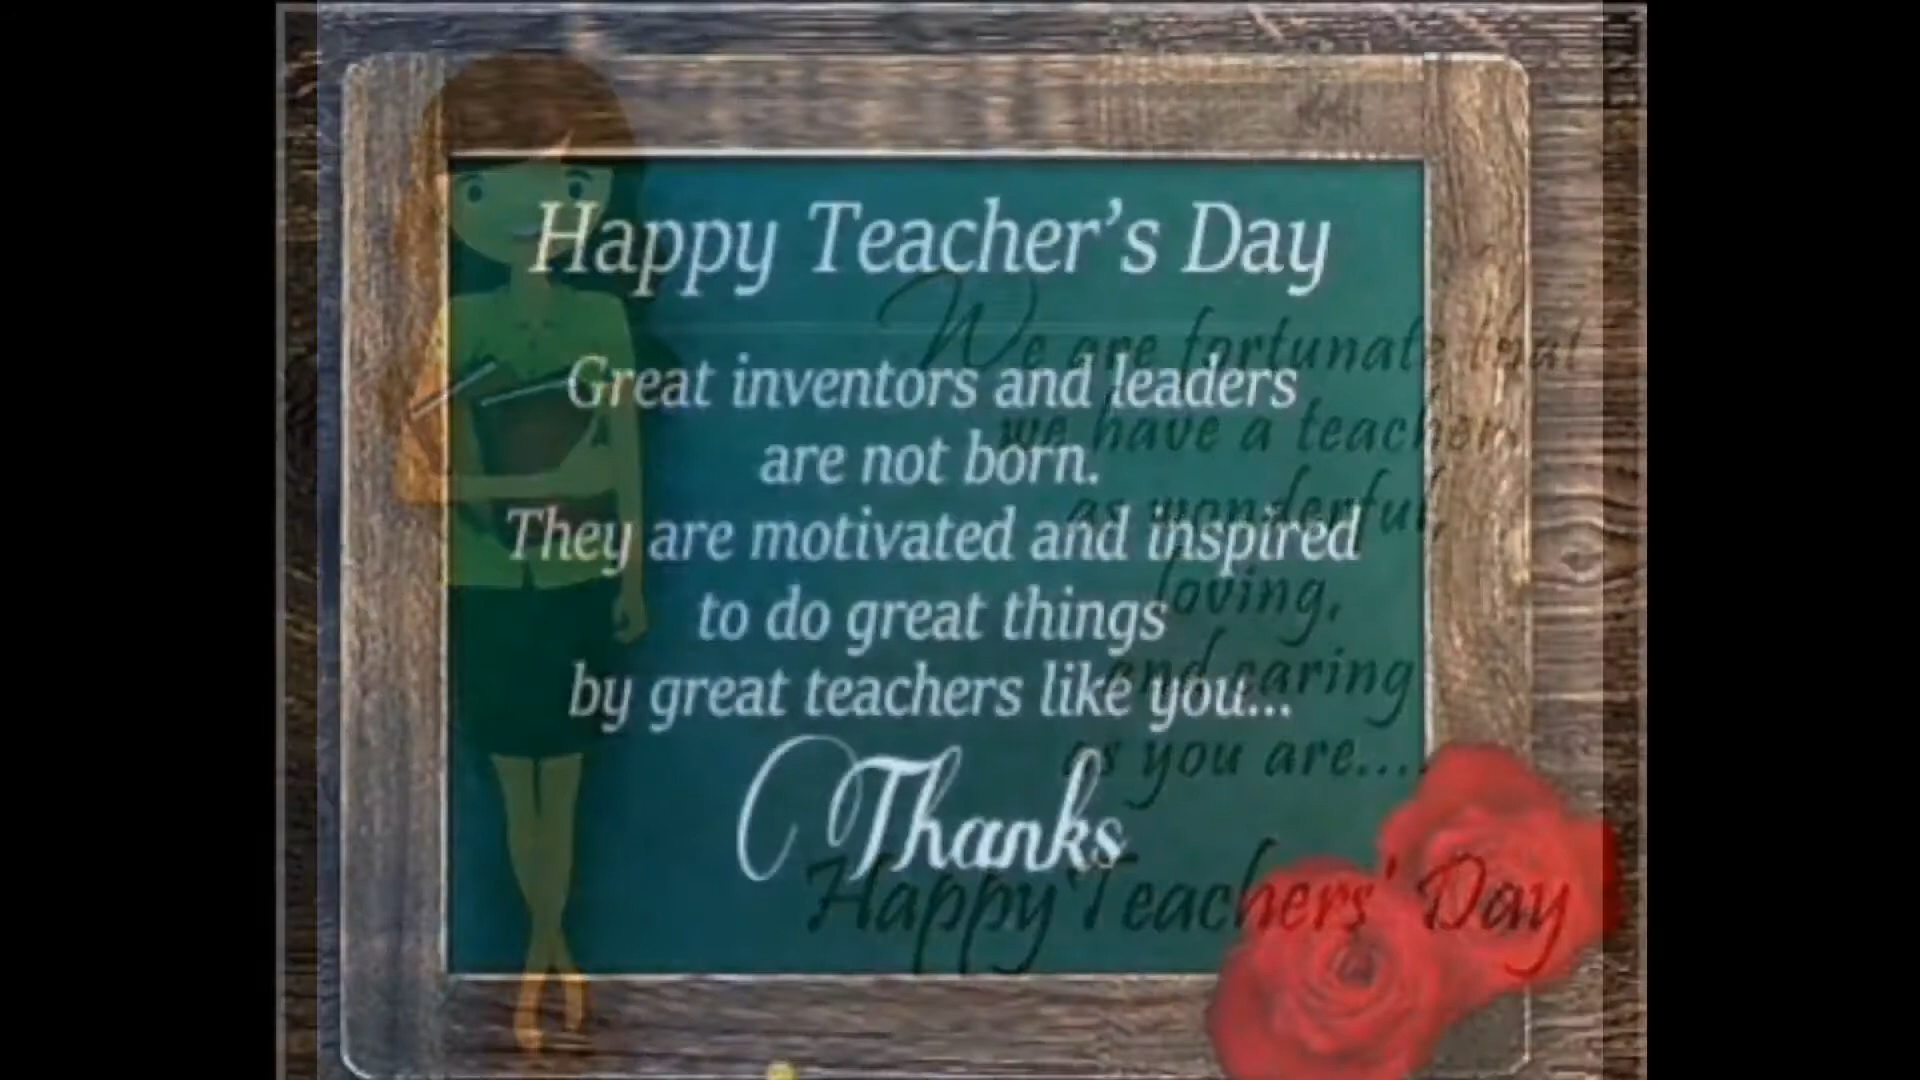 Happy Teacher's Day
Great inventors and leaders
are not born.
They are motivated and inspired
to do great things
by great teachers like you...
Thanks
We are fortunate that
we have a teacher
as wonderful,
loving,
and caring
as you are....
Happy Teachers' Day